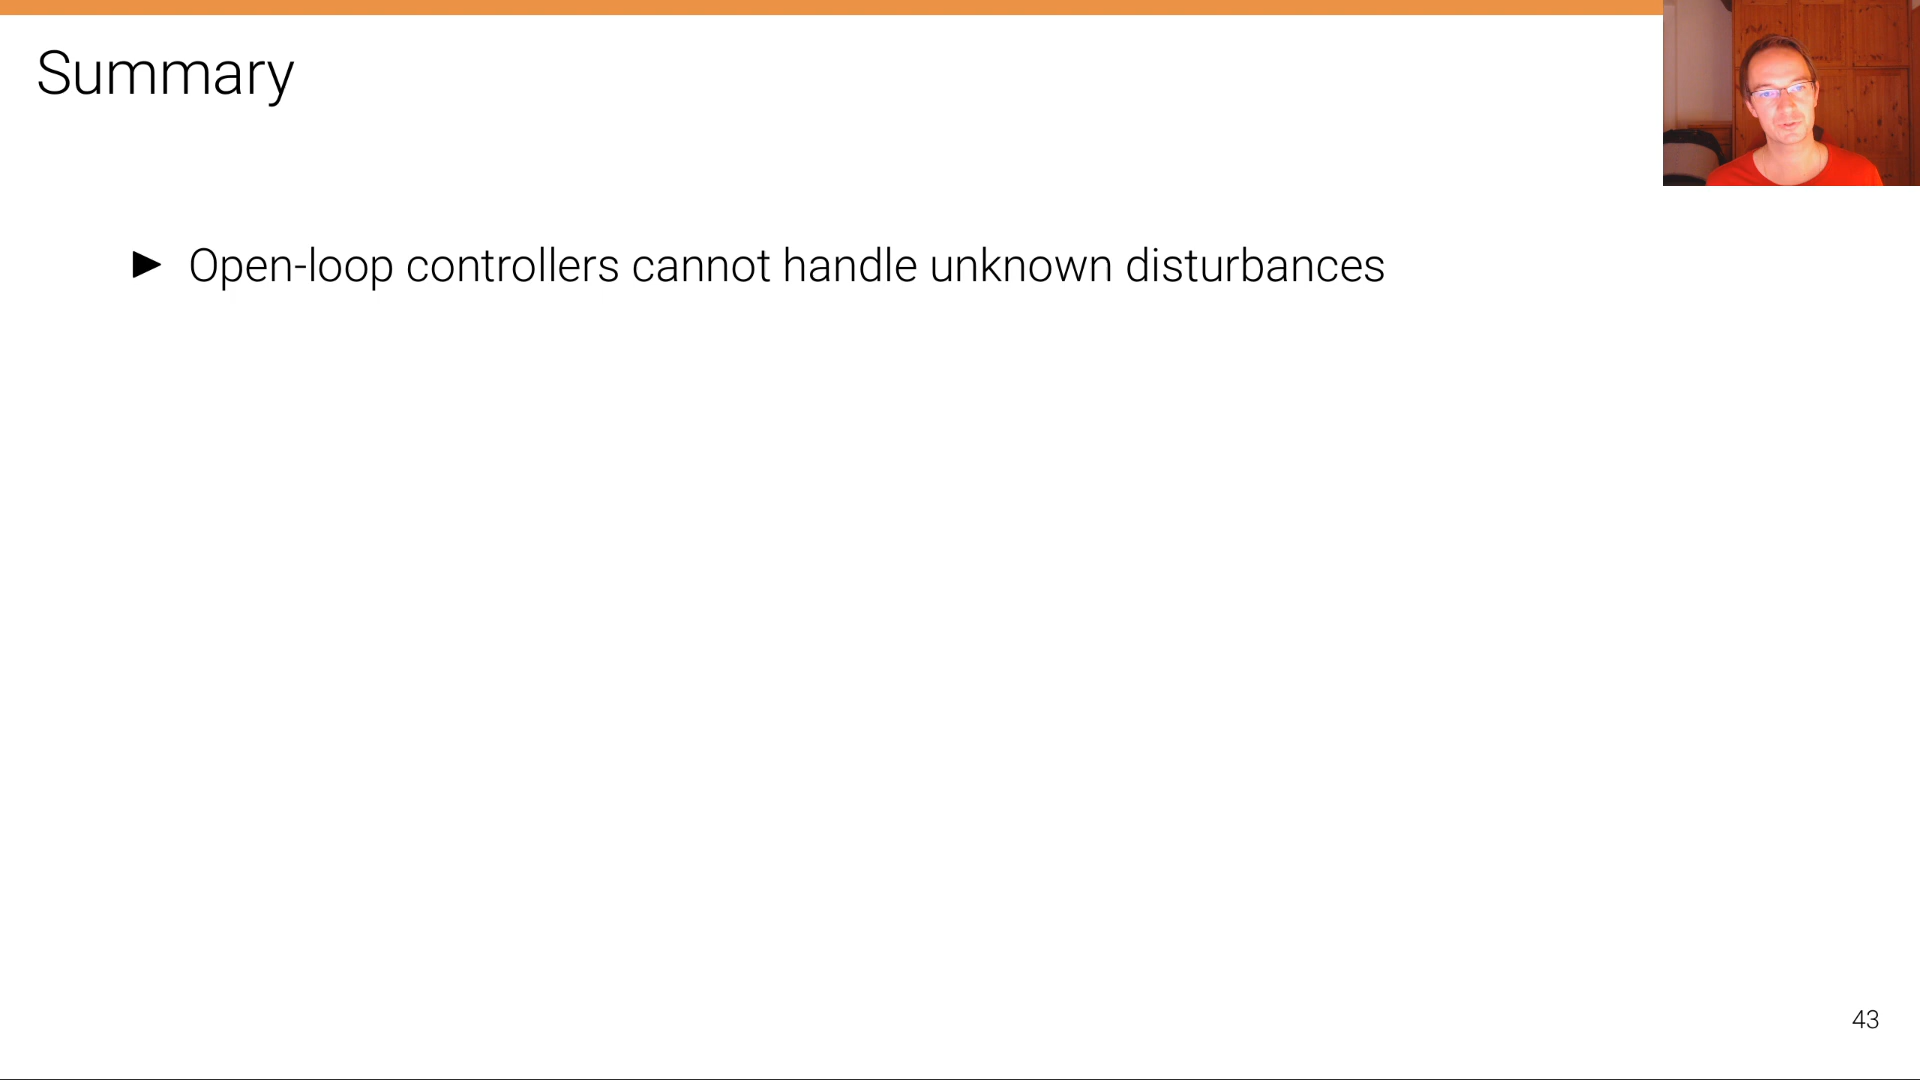 Summary
► Open-loop controllers cannot handle unknown disturbances
43